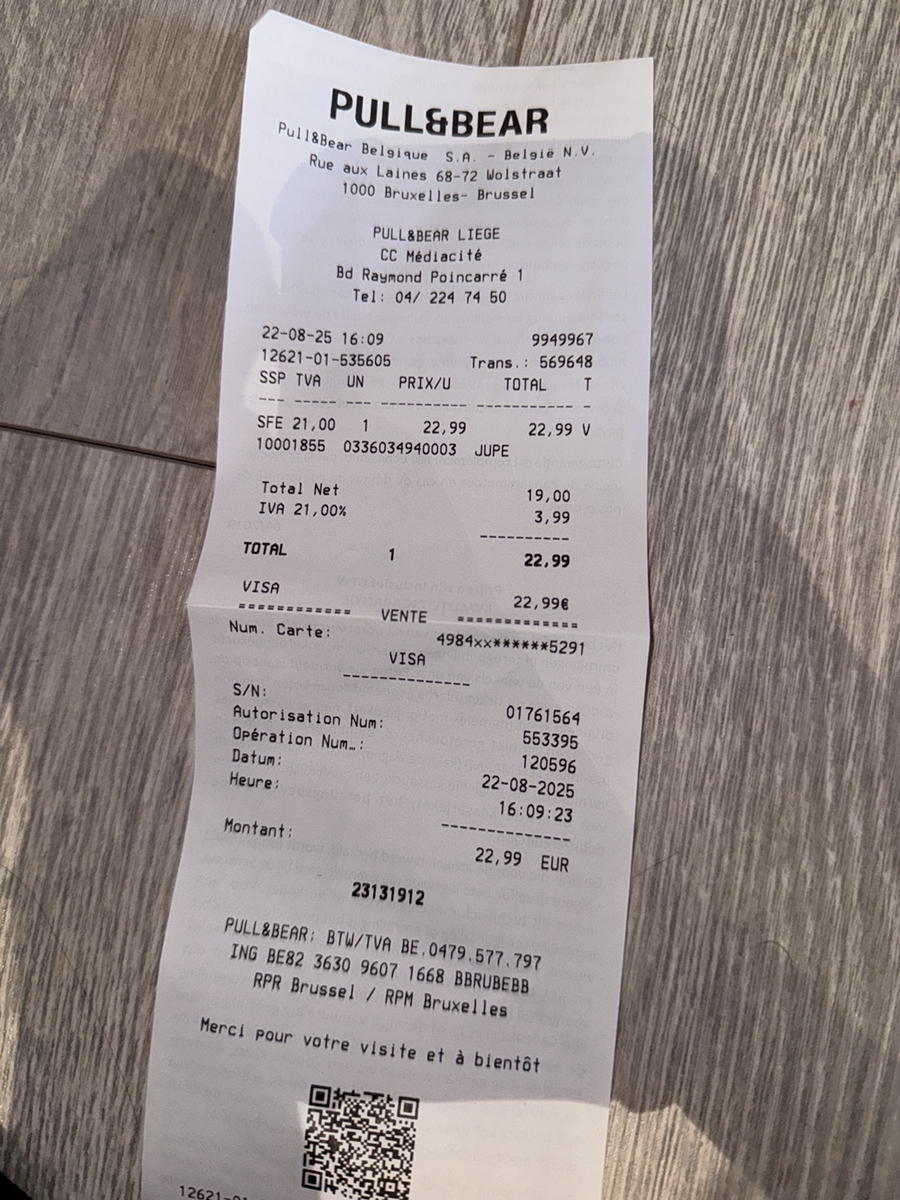 PULL&BEAR
Pull&Bear Belgique S.A. - België N.V.
Rue aux Laines 68-72 Wolstraat
1000 Bruxelles- Brussel
PULL&BEAR LIEGE
CC Médiacité
Bd Raymond Poincarré 1
Tel: 04/ 224 74 50
22-08-25 16:09 9949967
12621-01-535605 Trans.: 569648
SSP TVA UN PRIX/U TOTAL T
--- ----- --- ---------- ----------- -
SFE 21,00 1 22,99 22,99 V
10001855 0336034940003 JUPE
Total Net 19,00
IVA 21,00% 3,99
----------
TOTAL 1 22,99
VISA 22,99€
============ VENTE =============
Num. Carte: 4984xx******5291
VISA
--------------
S/N: 01761564
Autorisation Num: 553395
Opération Num…: 120596
Datum: 22-08-2025
Heure: 16:09:23
--------------
Montant: 22,99 EUR
23131912
PULL&BEAR: BTW/TVA BE.0479.577.797
ING BE82 3630 9607 1668 BBRUBEBB
RPR Brussel / RPM Bruxelles
Merci pour votre visite et à bientôt